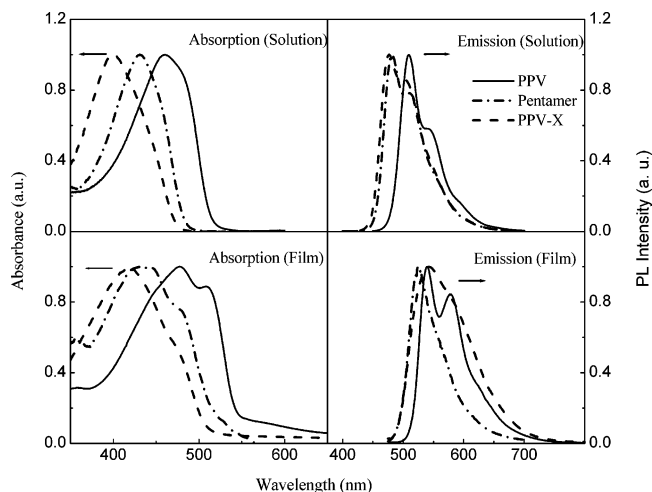 1.2
Absorption (Solution)
0.8
0.4
0.0
1.2
Emission (Solution)
PPV
Pentamer
PPV-X
0.8
0.4
0.0
Absorption (Film)
0.8
0.4
0.0
400 500 600
Emission (Film)
0.8
0.4
0.0
400 500 600 700
Absorbance (a.u.)
PL Intensity (a. u.)
Wavelength (nm)